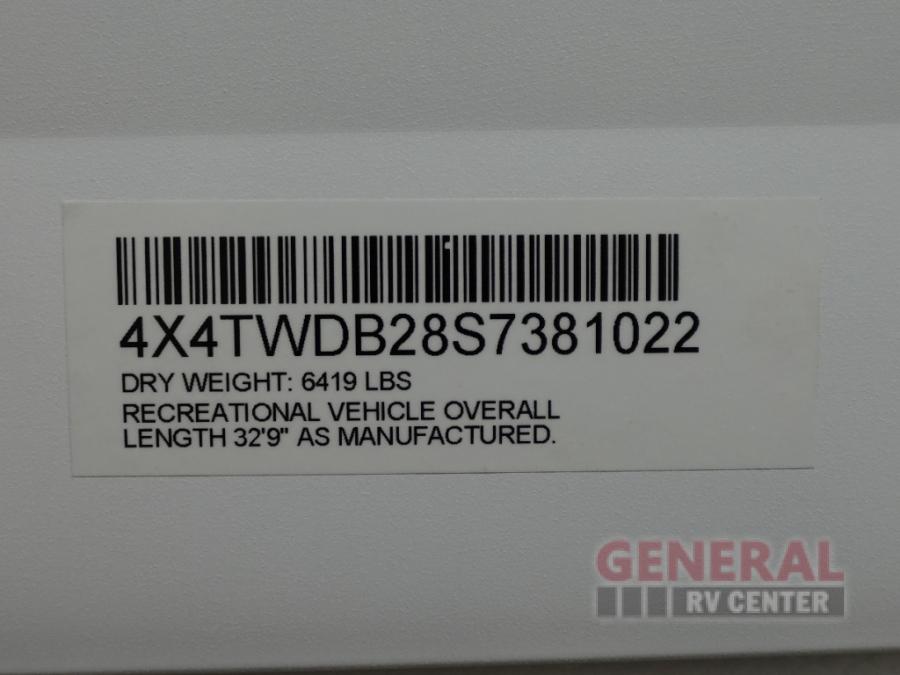 4X4TWDB28S7381022
DRY WEIGHT: 6419 LBS
RECREATIONAL VEHICLE OVERALL
LENGTH 32'9" AS MANUFACTURED.
GENERAL
RV CENTER